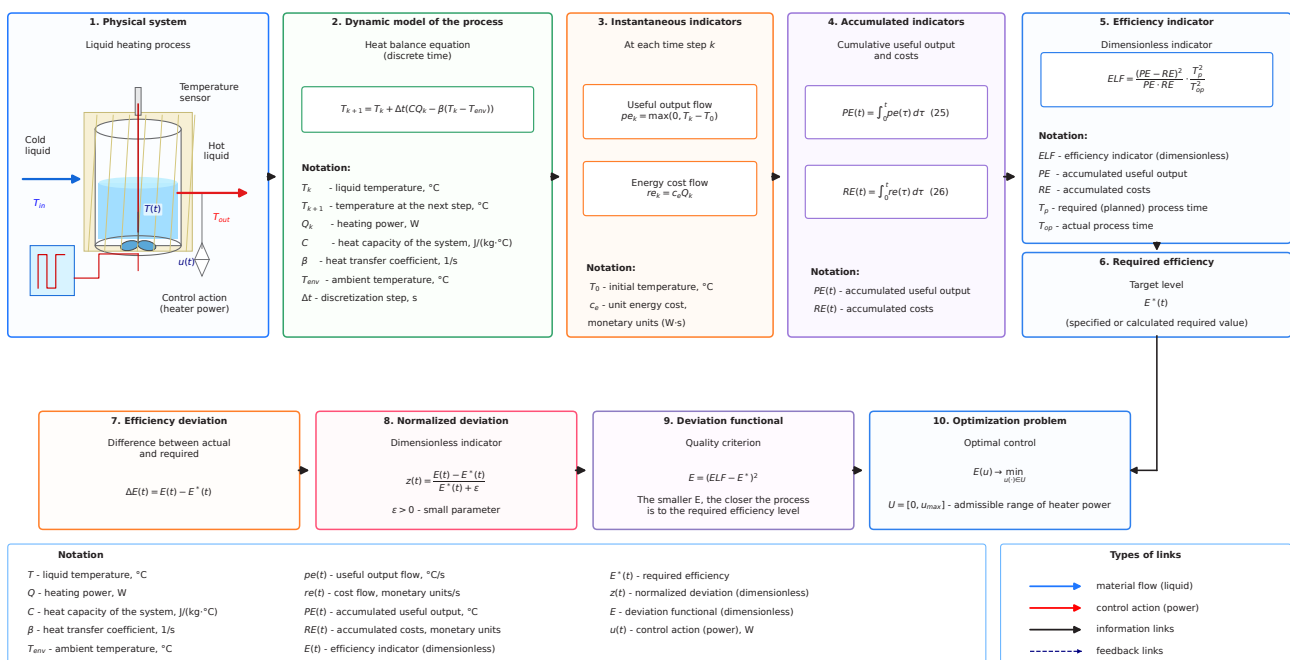 1. Physical system
Liquid heating process
Temperature
sensor
Cold
liquid
Hot
liquid
T_in
T(t)
T_out
u(t)
Control action
(heater power)
2. Dynamic model of the process
Heat balance equation
(discrete time)
T_{k+1} = T_k + Δt(CQ_k − β(T_k − T_env))
Notation:
T_k - liquid temperature, °C
T_{k+1} - temperature at the next step, °C
Q_k - heating power, W
C - heat capacity of the system, J/(kg·°C)
β - heat transfer coefficient, 1/s
T_env - ambient temperature, °C
Δt - discretization step, s
3. Instantaneous indicators
At each time step k
Useful output flow
pe_k = max(0, T_k − T_0)
Energy cost flow
re_k = c_e Q_k
Notation:
T_0 - initial temperature, °C
c_e - unit energy cost,
monetary units (W·s)
4. Accumulated indicators
Cumulative useful output
and costs
PE(t) = ∫_0^t pe(τ) dτ (25)
RE(t) = ∫_0^t re(τ) dτ (26)
Notation:
PE(t) - accumulated useful output
RE(t) - accumulated costs
5. Efficiency indicator
Dimensionless indicator
ELF = (PE − RE)^2 / (PE · RE) · T_p^2 / T_op^2
Notation:
ELF - efficiency indicator (dimensionless)
PE - accumulated useful output
RE - accumulated costs
T_p - required (planned) process time
T_op - actual process time
6. Required efficiency
Target level
E*(t)
(specified or calculated required value)
7. Efficiency deviation
Difference between actual
and required
ΔE(t) = E(t) − E*(t)
8. Normalized deviation
Dimensionless indicator
z(t) = (E(t) − E*(t)) / (E*(t) + ε)
ε > 0 - small parameter
9. Deviation functional
Quality criterion
E = (ELF − E*)^2
The smaller E, the closer the process
is to the required efficiency level
10. Optimization problem
Optimal control
E(u) → min
u(·)∈U
U = [0, u_max] - admissible range of heater power
Notation
T - liquid temperature, °C
Q - heating power, W
C - heat capacity of the system, J/(kg·°C)
β - heat transfer coefficient, 1/s
T_env - ambient temperature, °C
pe(t) - useful output flow, °C/s
re(t) - cost flow, monetary units/s
PE(t) - accumulated useful output, °C
RE(t) - accumulated costs, monetary units
E(t) - efficiency indicator (dimensionless)
E*(t) - required efficiency
z(t) - normalized deviation (dimensionless)
E - deviation functional (dimensionless)
u(t) - control action (power), W
Types of links
material flow (liquid)
control action (power)
information links
feedback links